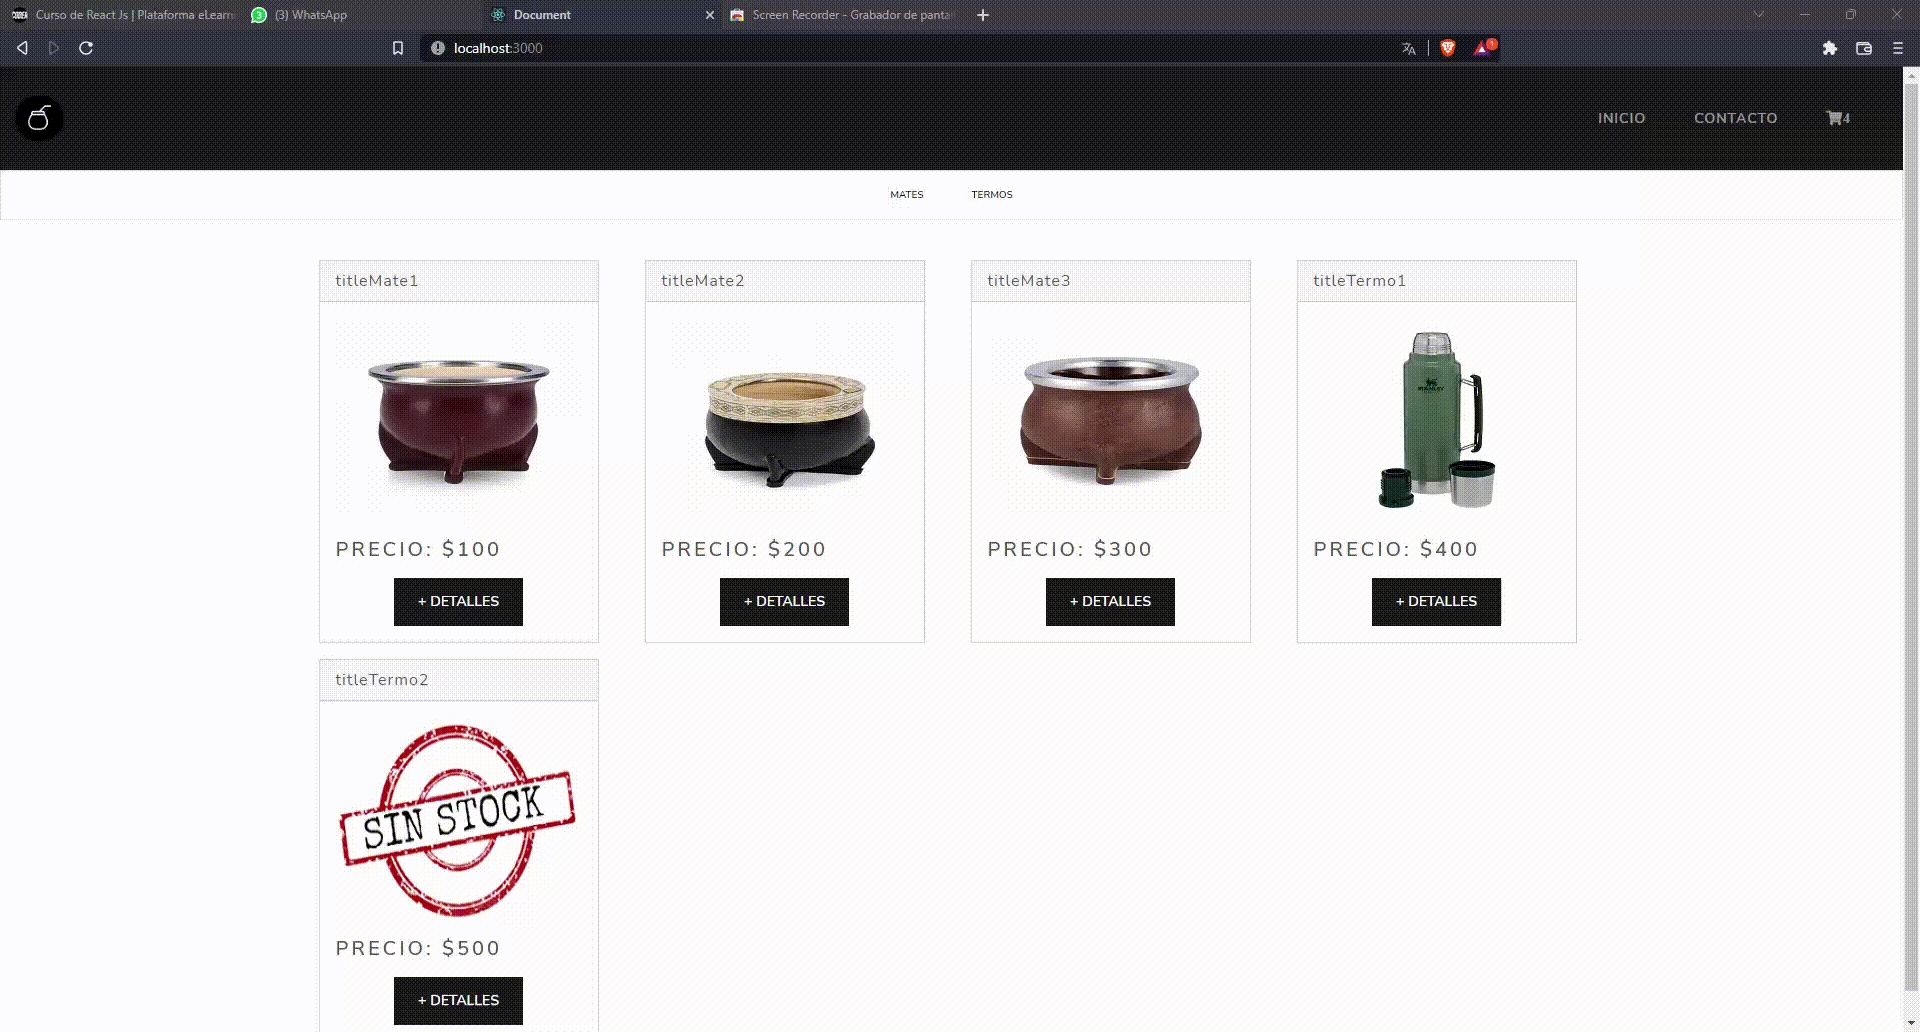 Curso de React Js | Plataforma eLearn
(3) WhatsApp
Document
Screen Recorder - Grabador de pantal
localhost:3000
INICIO
CONTACTO
4
MATES
TERMOS
titleMate1
titleMate2
titleMate3
titleTermo1
STANLEY
PRECIO: $100
PRECIO: $200
PRECIO: $300
PRECIO: $400
+ DETALLES
+ DETALLES
+ DETALLES
+ DETALLES
titleTermo2
SIN STOCK
PRECIO: $500
+ DETALLES